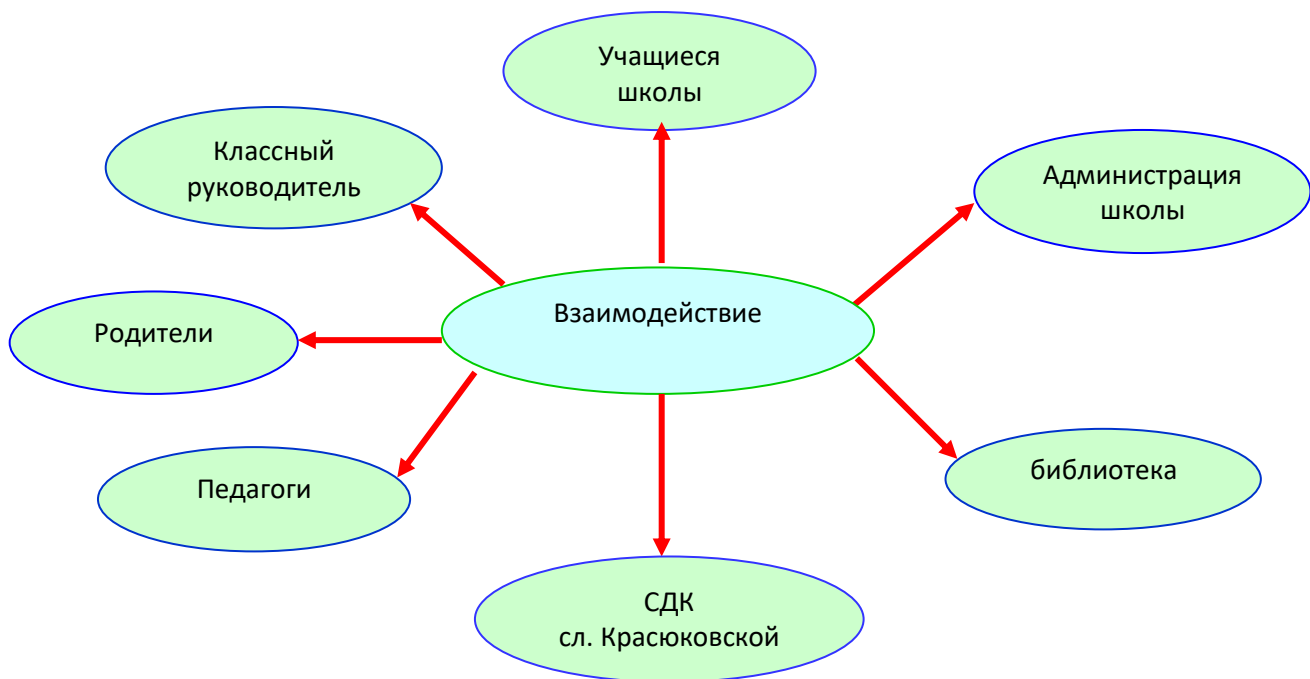 Учащиеся
школы
Классный
руководитель
Администрация
школы
Взаимодействие
Родители
библиотека
Педагоги
СДК
сл. Красюковской